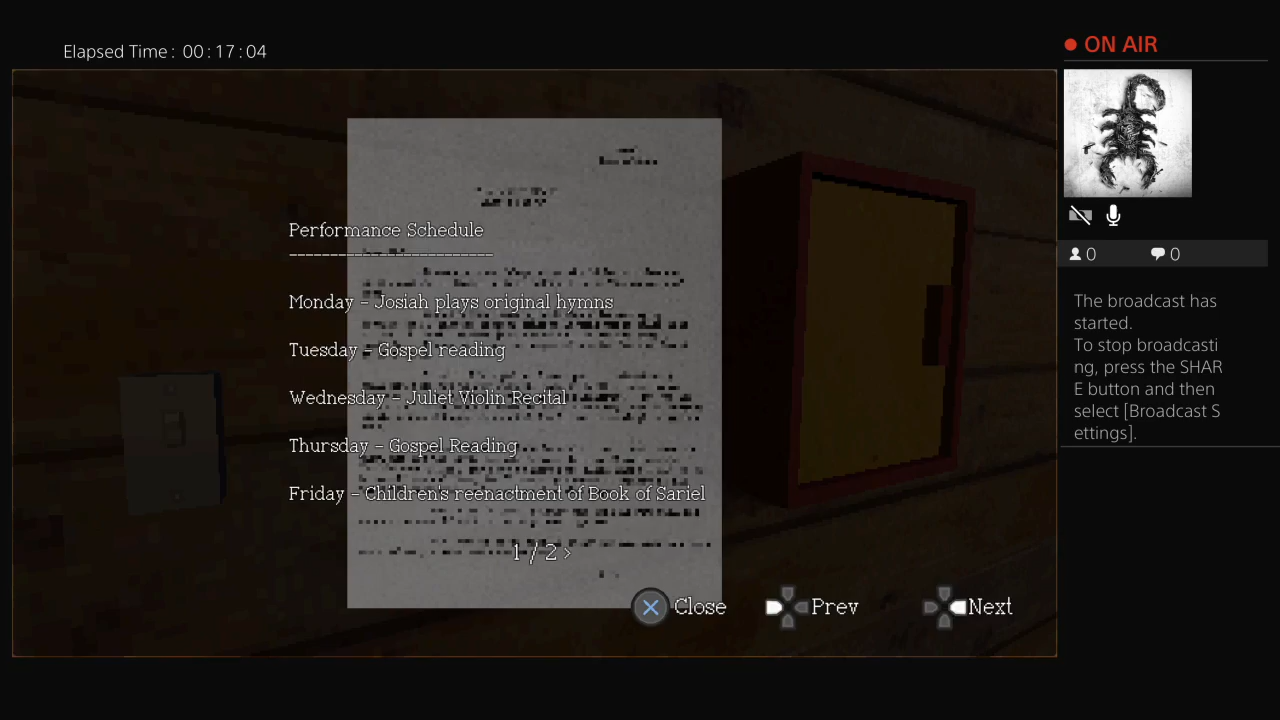 Elapsed Time: 00:17:04
ON AIR
Performance Schedule
-------------------------
Monday - Josiah plays original hymns
Tuesday - Gospel reading
Wednesday - Juliet Violin Recital
Thursday - Gospel Reading
Friday - Children's reenactment of Book of Sariel
1 / 2 >
Close
Prev
Next
0
0
The broadcast has
started.
To stop broadcasti
ng, press the SHAR
E button and then
select [Broadcast S
ettings].